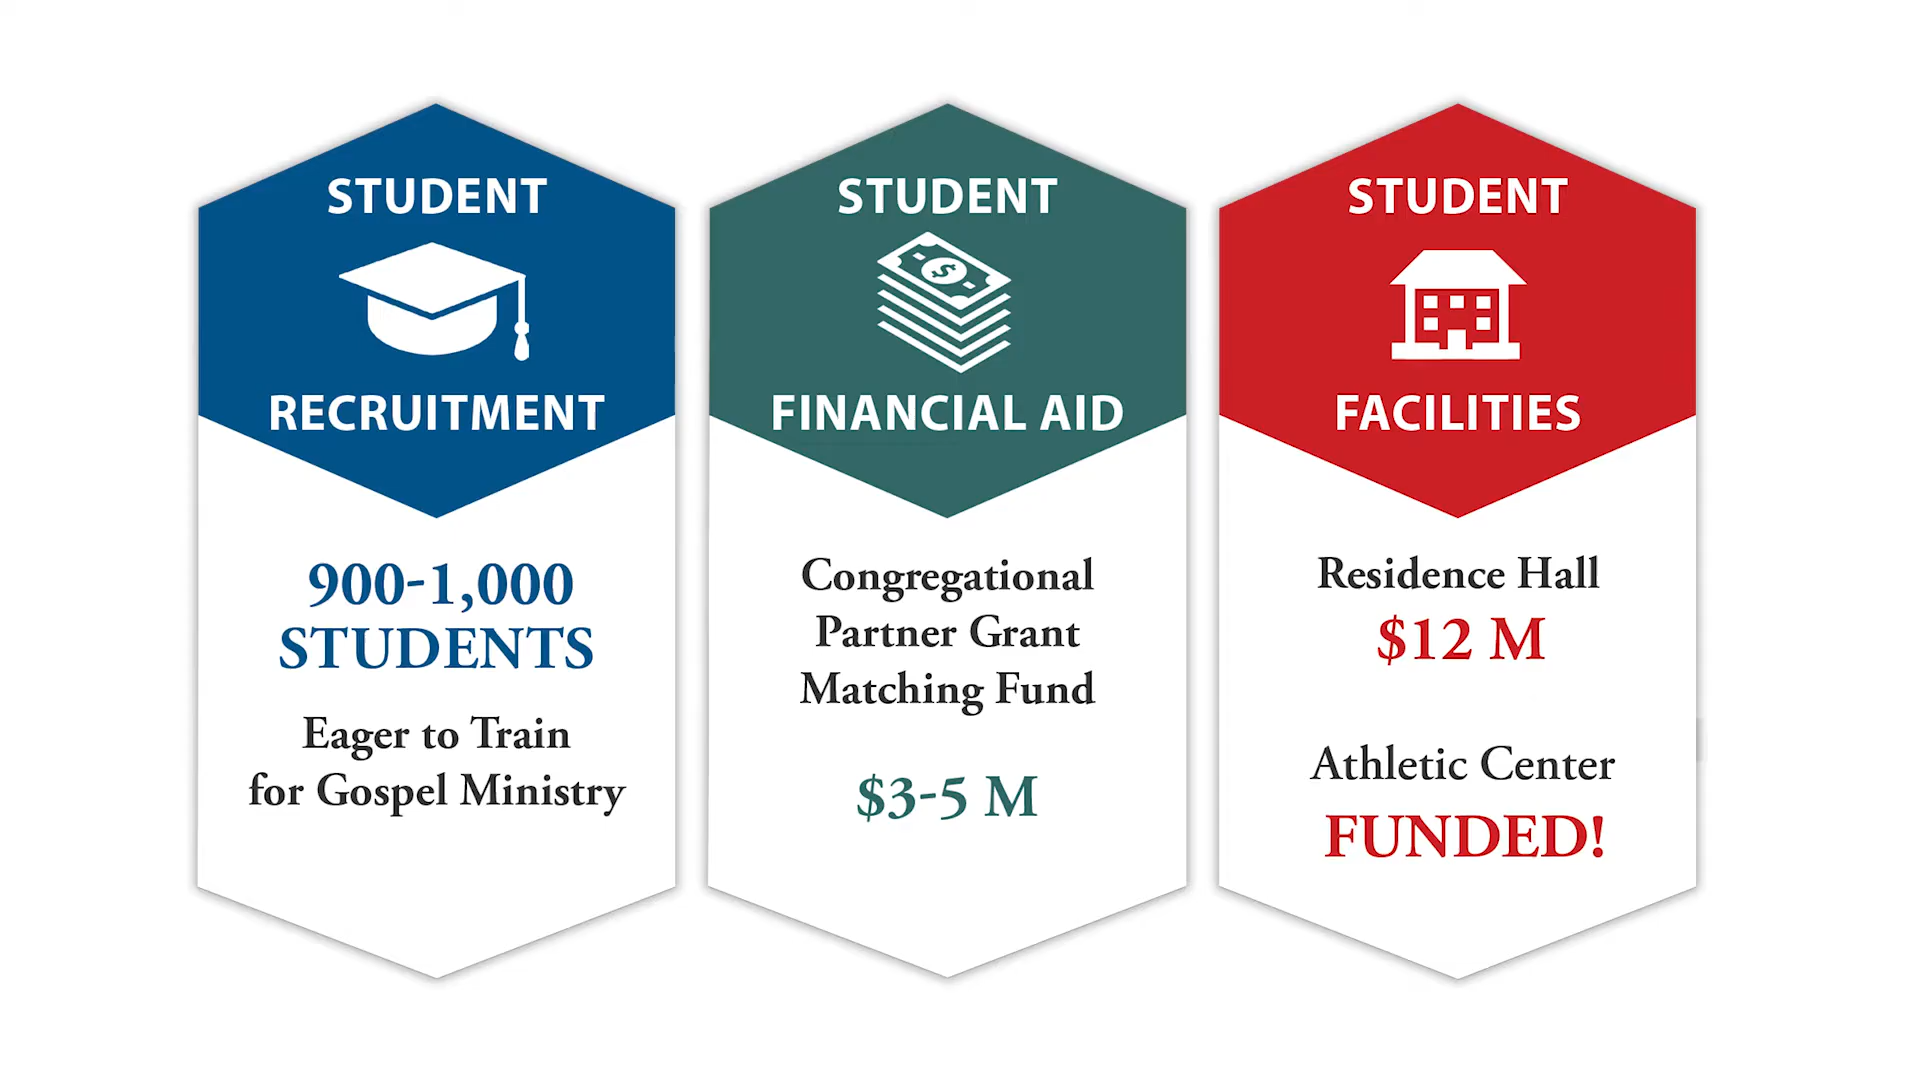 STUDENT
RECRUITMENT
900-1,000
STUDENTS
Eager to Train
for Gospel Ministry
STUDENT
$
FINANCIAL AID
Congregational
Partner Grant
Matching Fund
$3-5 M
STUDENT
FACILITIES
Residence Hall
$12 M
Athletic Center
FUNDED!